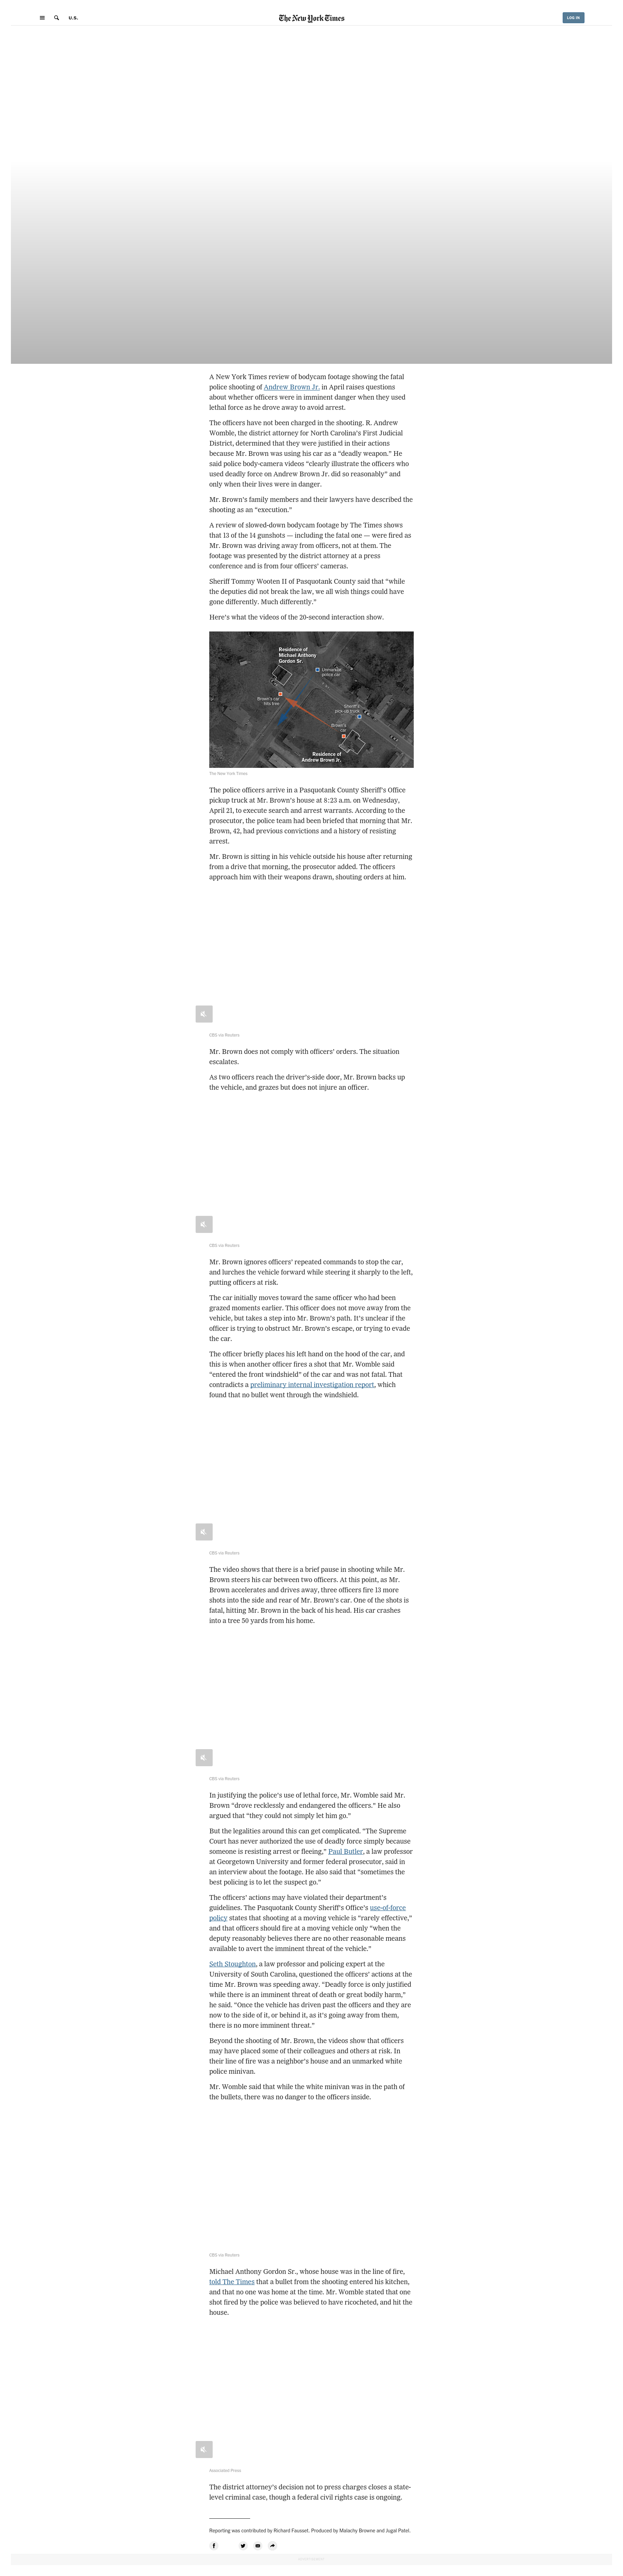 U.S.
The New York Times
LOG IN
A New York Times review of bodycam footage showing the fatal
police shooting of Andrew Brown Jr. in April raises questions
about whether officers were in imminent danger when they used
lethal force as he drove away to avoid arrest.
The officers have not been charged in the shooting. R. Andrew
Womble, the district attorney for North Carolina's First Judicial
District, determined that they were justified in their actions
because Mr. Brown was using his car as a “deadly weapon.” He
said police body-camera videos “clearly illustrate the officers who
used deadly force on Andrew Brown Jr. did so reasonably” and
only when their lives were in danger.
Mr. Brown's family members and their lawyers have described the
shooting as an “execution.”
A review of slowed-down bodycam footage by The Times shows
that 13 of the 14 gunshots — including the fatal one — were fired as
Mr. Brown was driving away from officers, not at them. The
footage was presented by the district attorney at a press
conference and is from four officers' cameras.
Sheriff Tommy Wooten II of Pasquotank County said that “while
the deputies did not break the law, we all wish things could have
gone differently. Much differently.”
Here's what the videos of the 20-second interaction show.
Residence of
Michael Anthony
Gordon Sr.
Unmarked
police car
Brown's car
hits tree
Sheriff's
pick-up truck
Brown's
car
Residence of
Andrew Brown Jr.
The New York Times
The police officers arrive in a Pasquotank County Sheriff's Office
pickup truck at Mr. Brown's house at 8:23 a.m. on Wednesday,
April 21, to execute search and arrest warrants. According to the
prosecutor, the police team had been briefed that morning that Mr.
Brown, 42, had previous convictions and a history of resisting
arrest.
Mr. Brown is sitting in his vehicle outside his house after returning
from a drive that morning, the prosecutor added. The officers
approach him with their weapons drawn, shouting orders at him.
CBS via Reuters
Mr. Brown does not comply with officers' orders. The situation
escalates.
As two officers reach the driver's-side door, Mr. Brown backs up
the vehicle, and grazes but does not injure an officer.
CBS via Reuters
Mr. Brown ignores officers' repeated commands to stop the car,
and lurches the vehicle forward while steering it sharply to the left,
putting officers at risk.
The car initially moves toward the same officer who had been
grazed moments earlier. This officer does not move away from the
vehicle, but takes a step into Mr. Brown's path. It's unclear if the
officer is trying to obstruct Mr. Brown's escape, or trying to evade
the car.
The officer briefly places his left hand on the hood of the car, and
this is when another officer fires a shot that Mr. Womble said
“entered the front windshield” of the car and was not fatal. That
contradicts a preliminary internal investigation report, which
found that no bullet went through the windshield.
CBS via Reuters
The video shows that there is a brief pause in shooting while Mr.
Brown steers his car between two officers. At this point, as Mr.
Brown accelerates and drives away, three officers fire 13 more
shots into the side and rear of Mr. Brown's car. One of the shots is
fatal, hitting Mr. Brown in the back of his head. His car crashes
into a tree 50 yards from his home.
CBS via Reuters
In justifying the police's use of lethal force, Mr. Womble said Mr.
Brown “drove recklessly and endangered the officers.” He also
argued that “they could not simply let him go.”
But the legalities around this can get complicated. “The Supreme
Court has never authorized the use of deadly force simply because
someone is resisting arrest or fleeing,” Paul Butler, a law professor
at Georgetown University and former federal prosecutor, said in
an interview about the footage. He also said that “sometimes the
best policing is to let the suspect go.”
The officers' actions may have violated their department's
guidelines. The Pasquotank County Sheriff's Office's use-of-force
policy states that shooting at a moving vehicle is “rarely effective,”
and that officers should fire at a moving vehicle only “when the
deputy reasonably believes there are no other reasonable means
available to avert the imminent threat of the vehicle.”
Seth Stoughton, a law professor and policing expert at the
University of South Carolina, questioned the officers' actions at the
time Mr. Brown was speeding away. “Deadly force is only justified
while there is an imminent threat of death or great bodily harm,”
he said. “Once the vehicle has driven past the officers and they are
now to the side of it, or behind it, as it's going away from them,
there is no more imminent threat.”
Beyond the shooting of Mr. Brown, the videos show that officers
may have placed some of their colleagues and others at risk. In
their line of fire was a neighbor's house and an unmarked white
police minivan.
Mr. Womble said that while the white minivan was in the path of
the bullets, there was no danger to the officers inside.
CBS via Reuters
Michael Anthony Gordon Sr., whose house was in the line of fire,
told The Times that a bullet from the shooting entered his kitchen,
and that no one was home at the time. Mr. Womble stated that one
shot fired by the police was believed to have ricocheted, and hit the
house.
Associated Press
The district attorney's decision not to press charges closes a state-
level criminal case, though a federal civil rights case is ongoing.
Reporting was contributed by Richard Fausset. Produced by Malachy Browne and Jugal Patel.